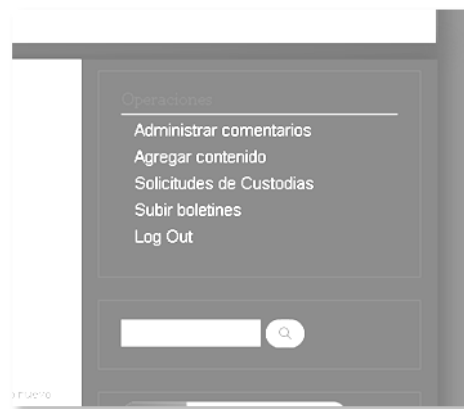 Operaciones
Administrar comentarios
Agregar contenido
Solicitudes de Custodias
Subir boletines
Log Out